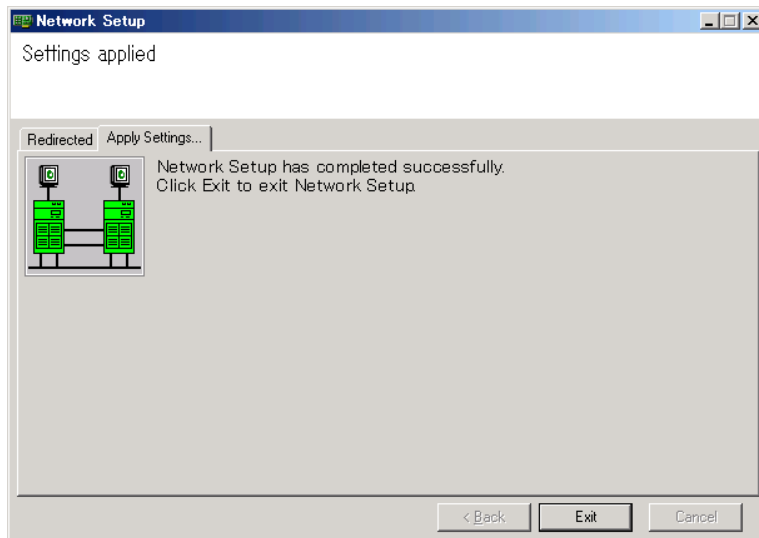 Network Setup
Settings applied
Redirected
Apply Settings...
Network Setup has completed successfully.
Click Exit to exit Network Setup.
< Back
Exit
Cancel